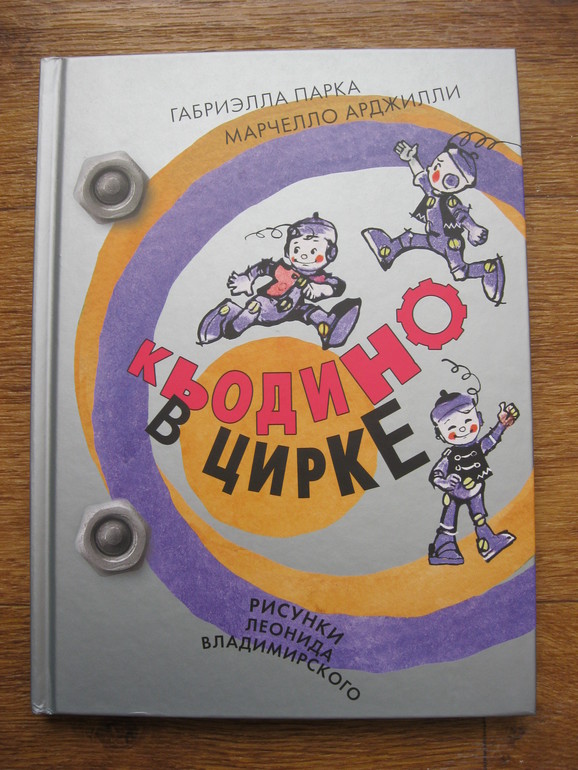 ГАБРИЭЛЛА ПАРКА
МАРЧЕЛЛО АРДЖИЛЛИ
КЬОДИНО
В ЦИРКЕ
РИСУНКИ
ЛЕОНИДА
ВЛАДИМИРСКОГО